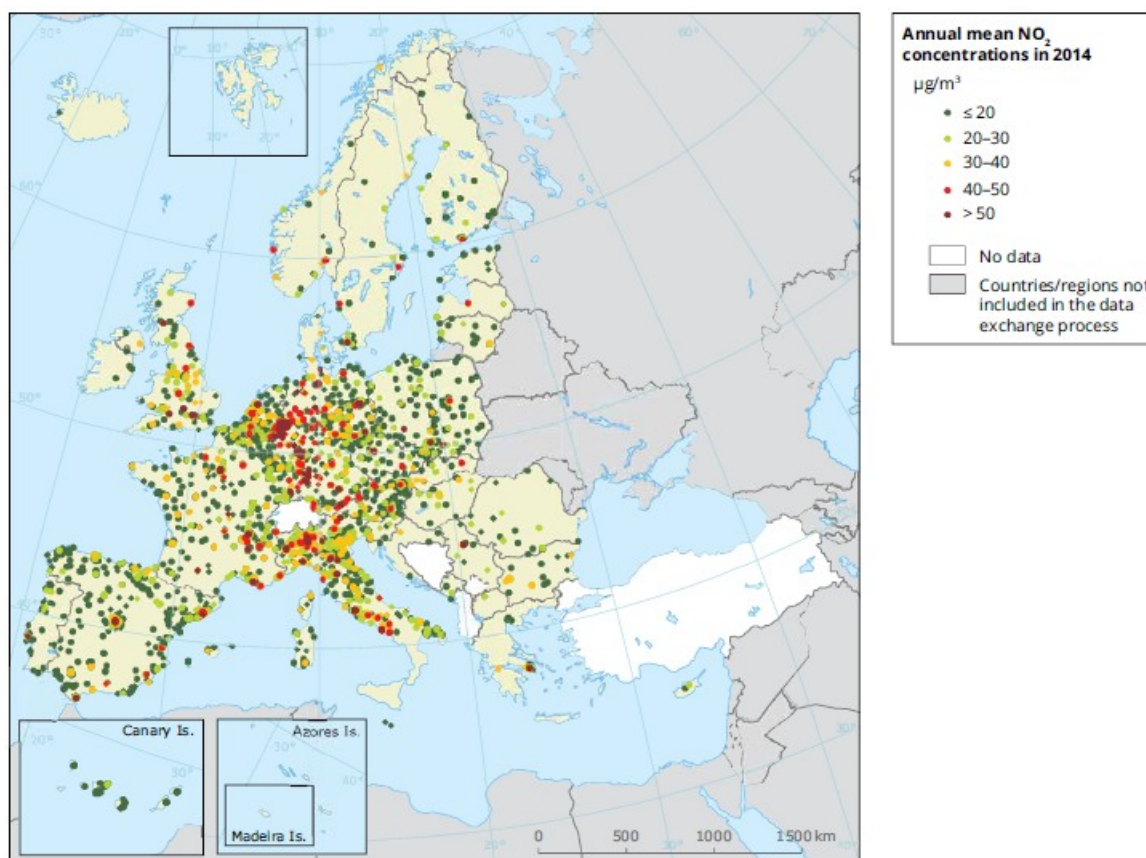 Annual mean NO₂
concentrations in 2014
µg/m³
≤ 20
20–30
30–40
40–50
> 50
No data
Countries/regions not
included in the data
exchange process
Canary Is.
Azores Is.
Madeira Is.
0 500 1000 1500 km